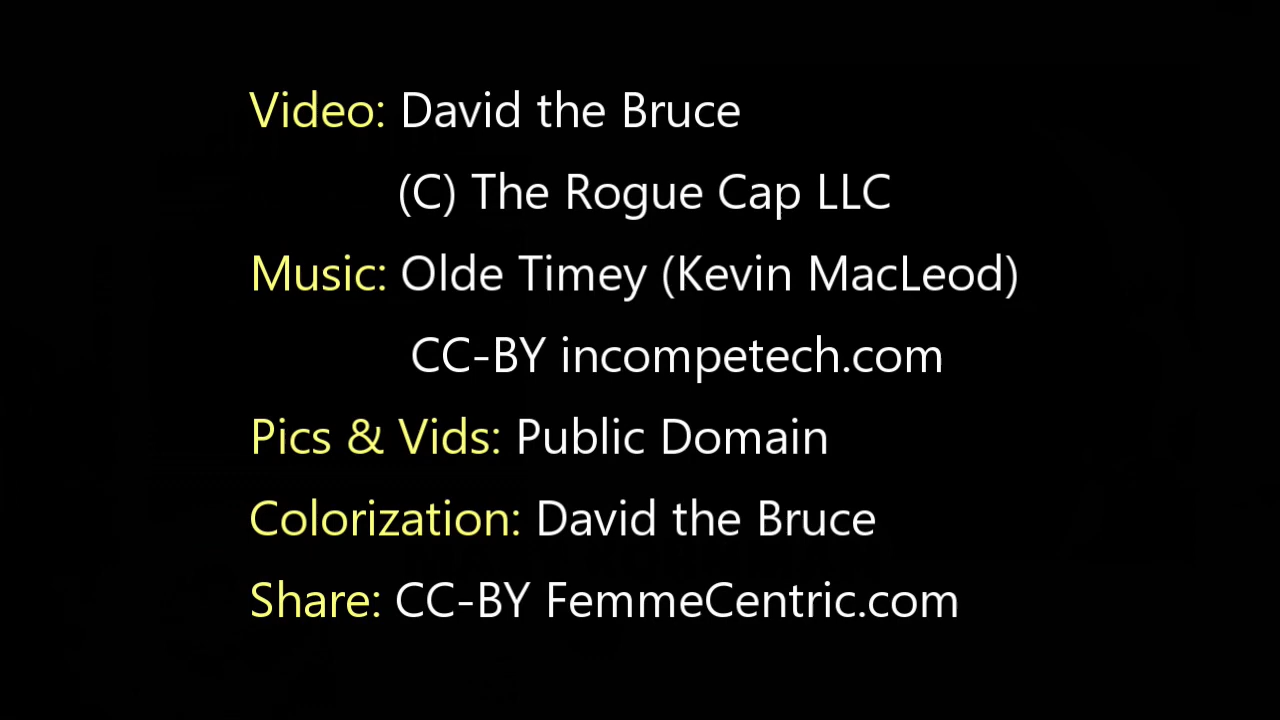 Video: David the Bruce
(C) The Rogue Cap LLC
Music: Olde Timey (Kevin MacLeod)
CC-BY incompetech.com
Pics & Vids: Public Domain
Colorization: David the Bruce
Share: CC-BY FemmeCentric.com